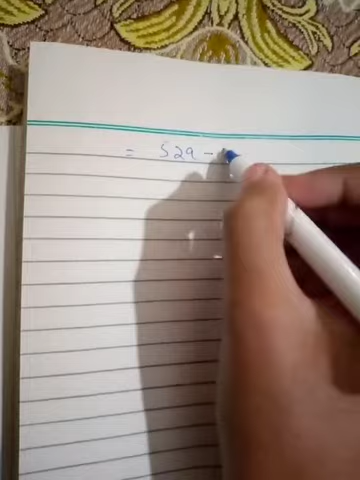 = 529 -